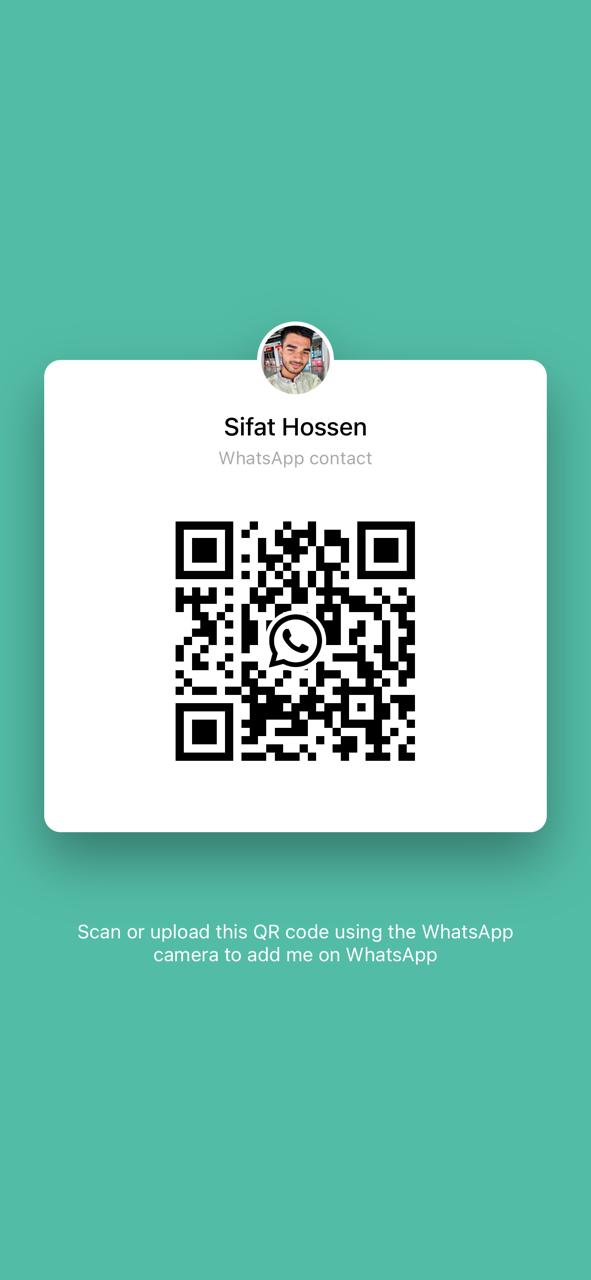 Sifat Hossen
WhatsApp contact
Scan or upload this QR code using the WhatsApp
camera to add me on WhatsApp